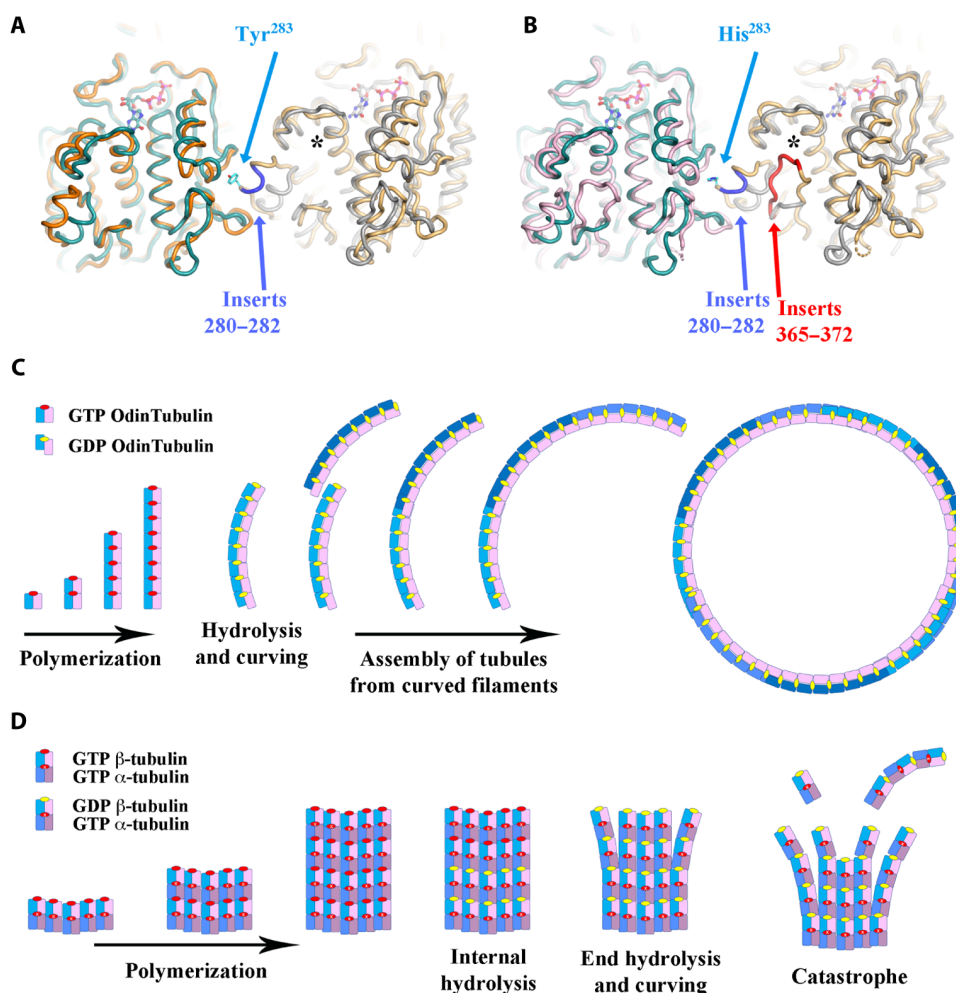 A
Tyr283
*
Inserts
280–282
B
His283
*
Inserts
280–282
Inserts
365–372
C
GTP OdinTubulin
GDP OdinTubulin
Polymerization
Hydrolysis
and curving
Assembly of tubules
from curved filaments
D
GTP β-tubulin
GTP α-tubulin
GDP β-tubulin
GTP α-tubulin
Polymerization
Internal
hydrolysis
End hydrolysis
and curving
Catastrophe